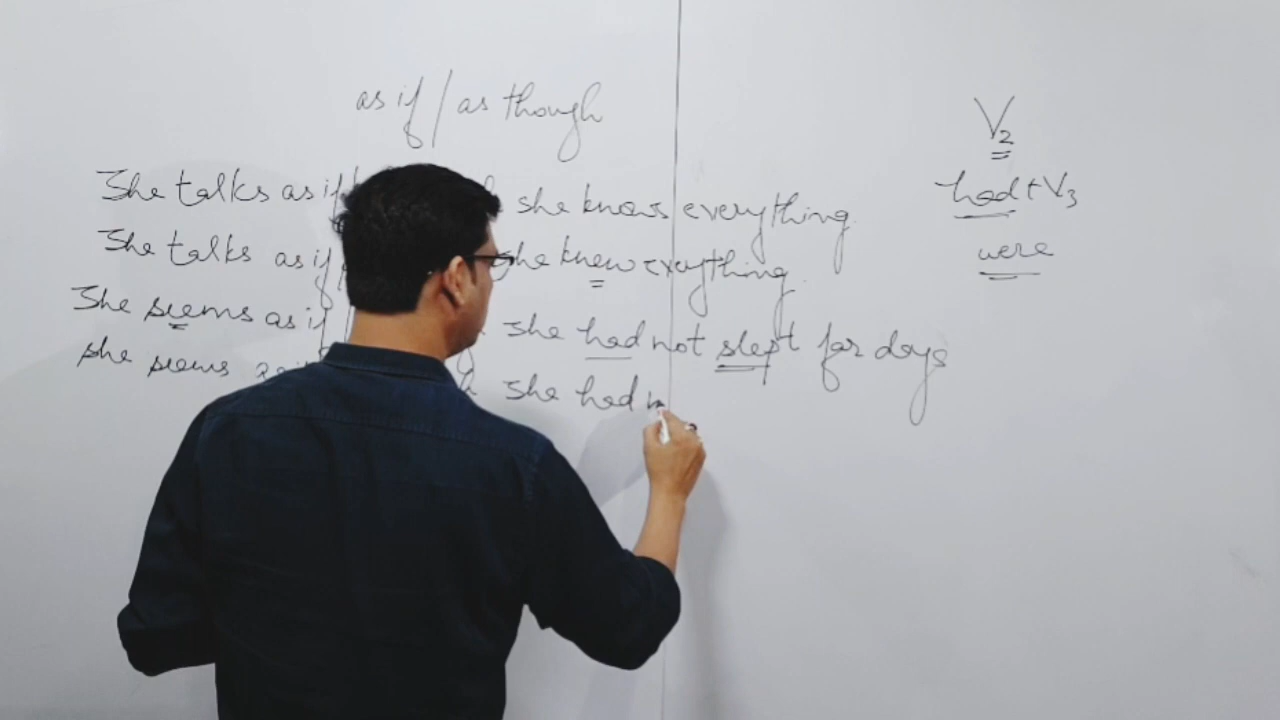 as if / as though
She talks as if she knows everything.
She talks as if she knew everything.
She seems as if she had not slept for days
She seems she had
V2
had + V3
were